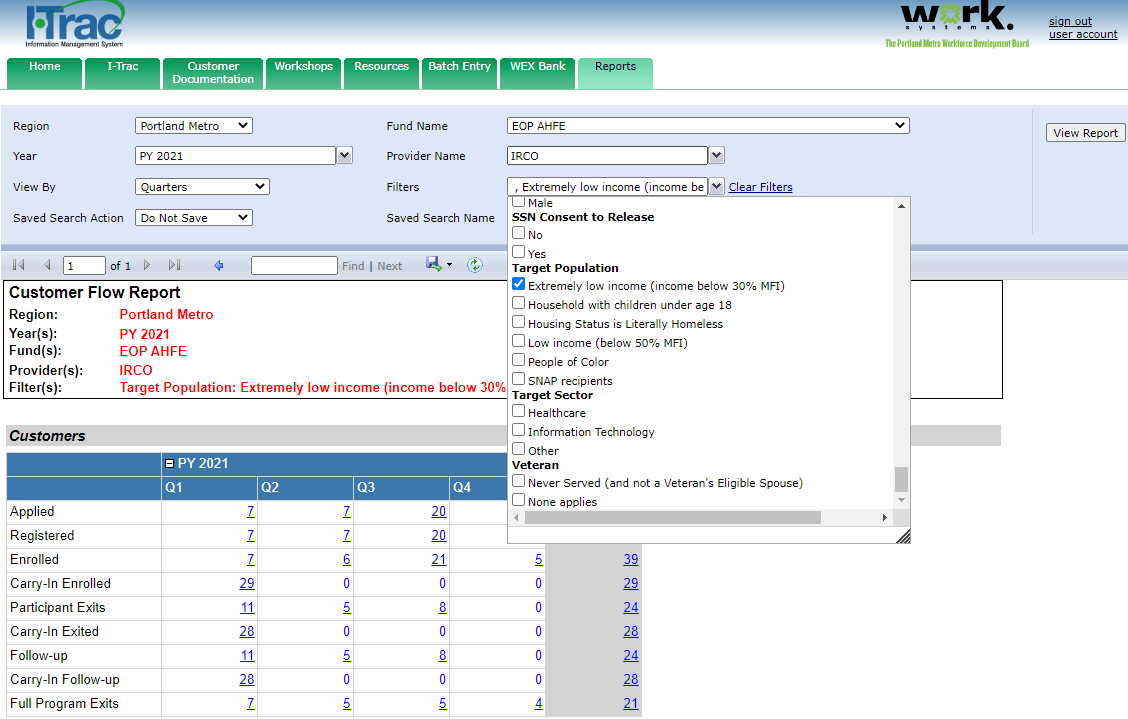 I-Trac
Information Management System
work.
systems
The Portland Metro Workforce Development Board
sign out
user account
Home
I-Trac
Customer Documentation
Workshops
Resources
Batch Entry
WEX Bank
Reports
Region
Portland Metro
Fund Name
EOP AHFE
View Report
Year
PY 2021
Provider Name
IRCO
View By
Quarters
Filters
, Extremely low income (income be
Clear Filters
Saved Search Action
Do Not Save
Saved Search Name
Male
SSN Consent to Release
No
Yes
Target Population
Extremely low income (income below 30% MFI)
Household with children under age 18
Housing Status is Literally Homeless
Low income (below 50% MFI)
People of Color
SNAP recipients
Target Sector
Healthcare
Information Technology
Other
Veteran
Never Served (and not a Veteran's Eligible Spouse)
None applies
1 of 1
Find | Next
Customer Flow Report
Region: Portland Metro
Year(s): PY 2021
Fund(s): EOP AHFE
Provider(s): IRCO
Filter(s): Target Population: Extremely low income (income below 30%
Customers
PY 2021
Q1 Q2 Q3 Q4
Applied 7 7 20
Registered 7 7 20
Enrolled 7 6 21 5 39
Carry-In Enrolled 29 0 0 0 29
Participant Exits 11 5 8 0 24
Carry-In Exited 28 0 0 0 28
Follow-up 11 5 8 0 24
Carry-In Follow-up 28 0 0 0 28
Full Program Exits 7 5 5 4 21